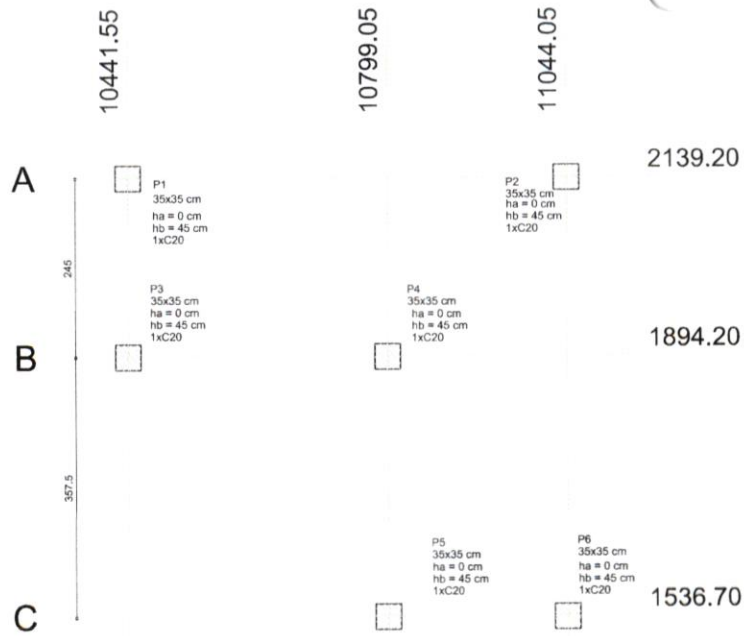 10441.55
10799.05
11044.05
A
2139.20
P1
35x35 cm
ha = 0 cm
hb = 45 cm
1xC20
P2
35x35 cm
ha = 0 cm
hb = 45 cm
1xC20
245
P3
35x35 cm
ha = 0 cm
hb = 45 cm
1xC20
P4
35x35 cm
ha = 0 cm
hb = 45 cm
1xC20
B
1894.20
357.5
P5
35x35 cm
ha = 0 cm
hb = 45 cm
1xC20
P6
35x35 cm
ha = 0 cm
hb = 45 cm
1xC20
C
1536.70